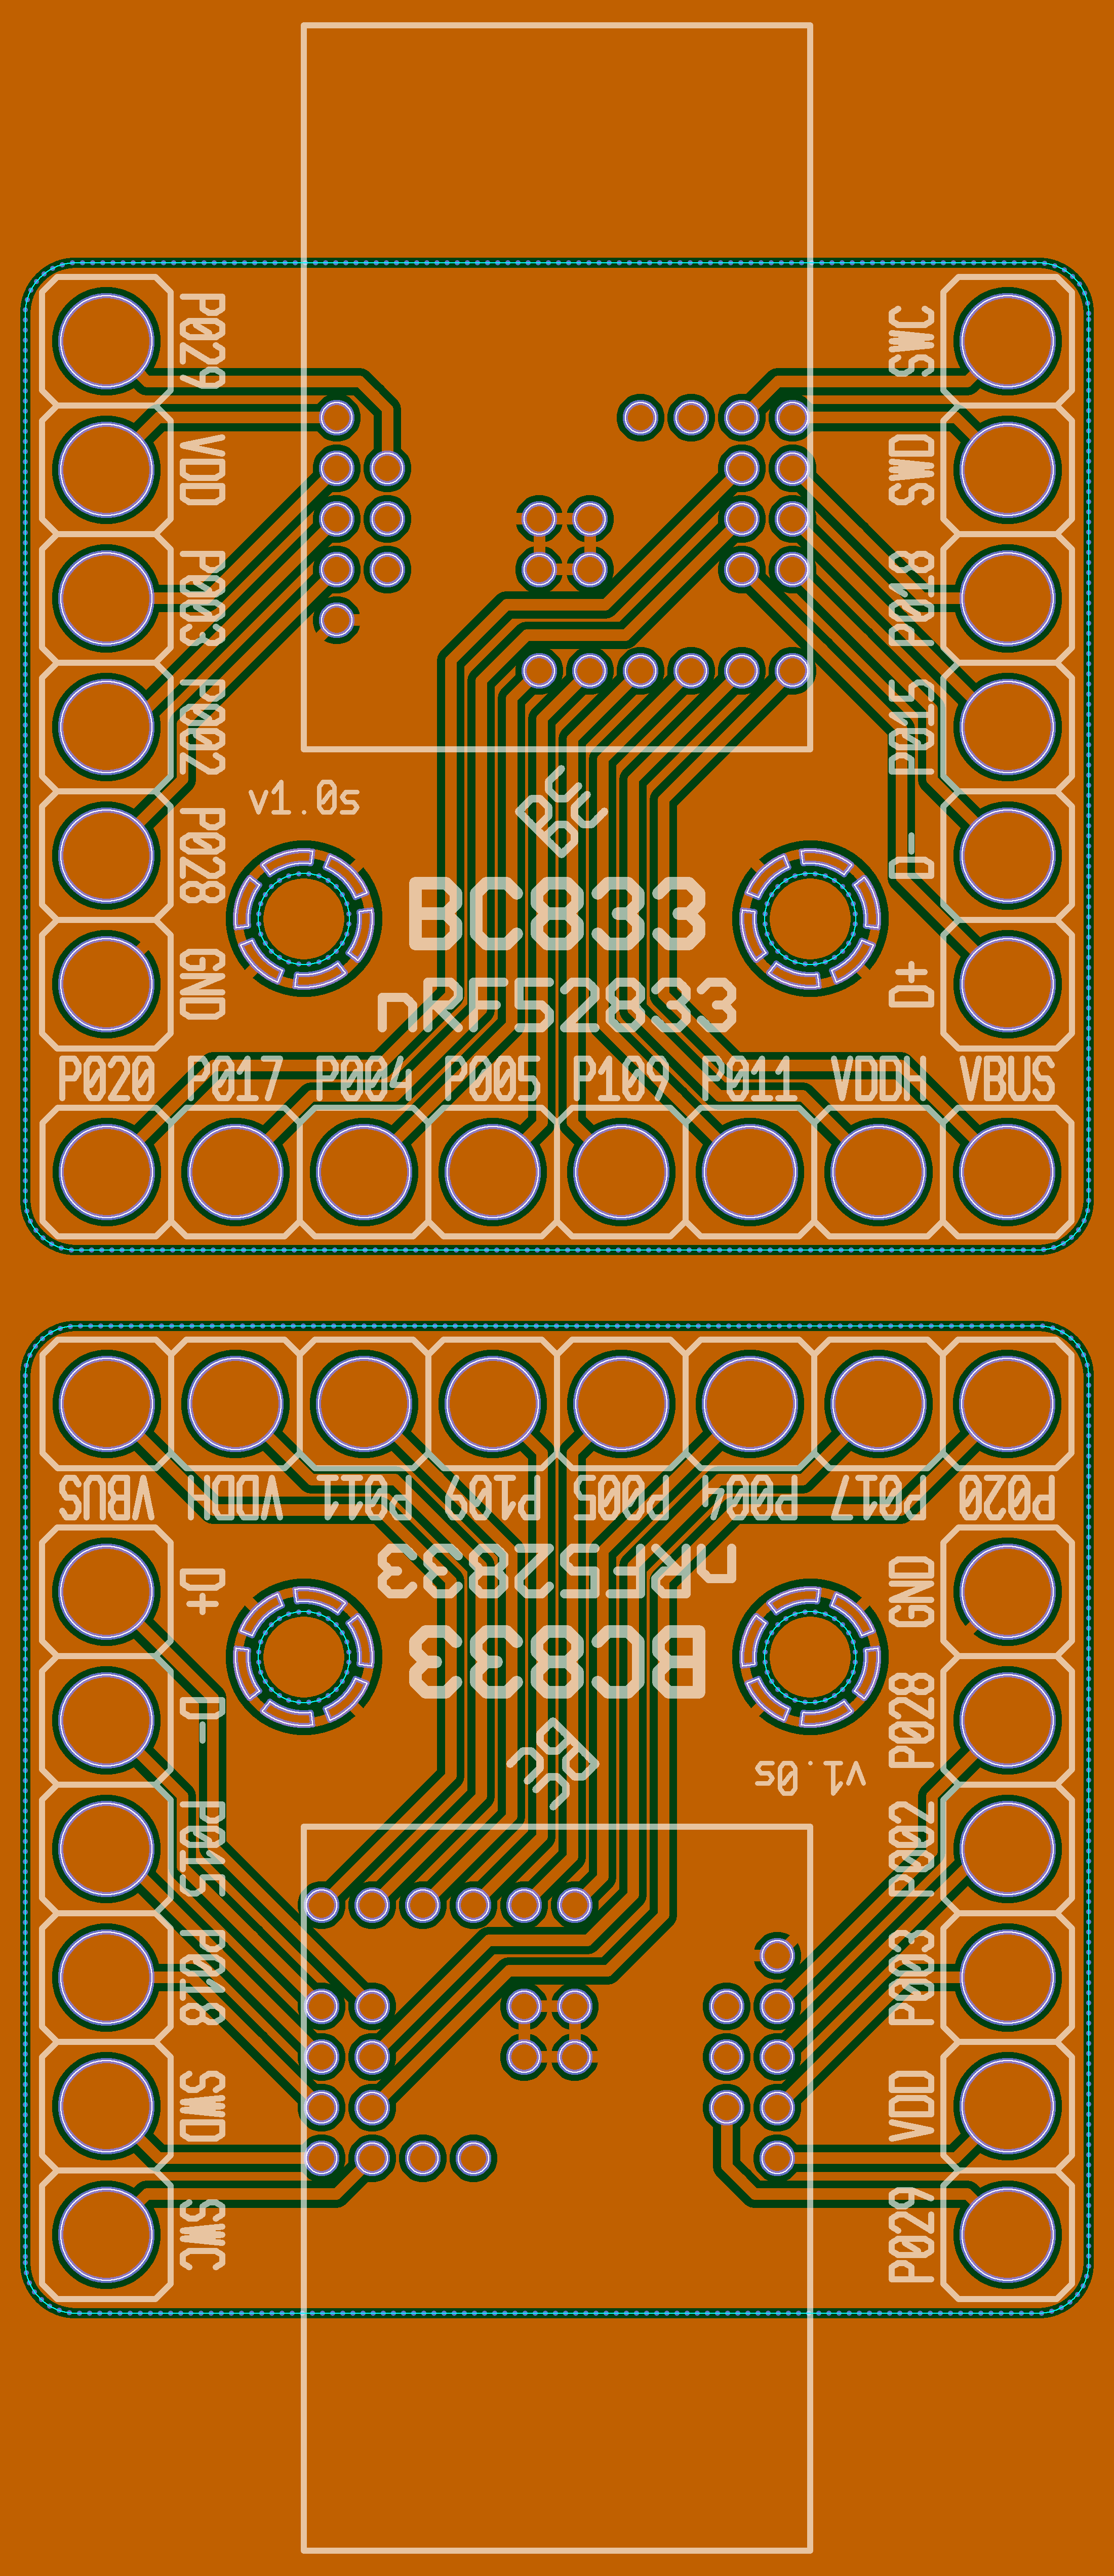 P029
SWC
VDD
SWD
P003
P018
P002
P015
v1.0s
BC
P028
D-
BC833
GND
D+
nRF52833
P020 P017 P004 P005 P109 P011 VDDH VBUS
VBUS VDDH P011 P109 P005 P004 P017 P020
D+
nRF52833
GND
BC833
D-
P028
BC
v1.0s
P015
P002
P018
P003
SWD
VDD
SWC
P029